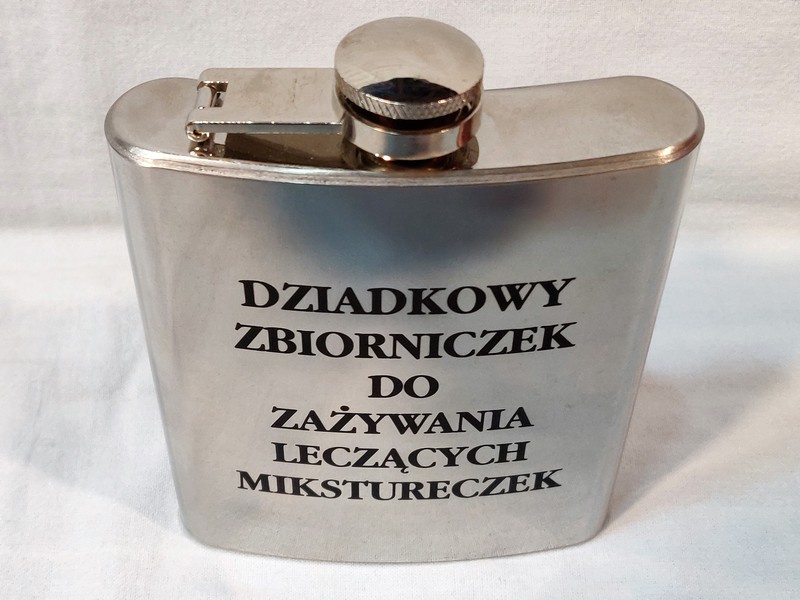 DZIADKOWY
ZBIORNICZEK
DO
ZAŻYWANIA
LECZĄCYCH
MIKSTURECZEK